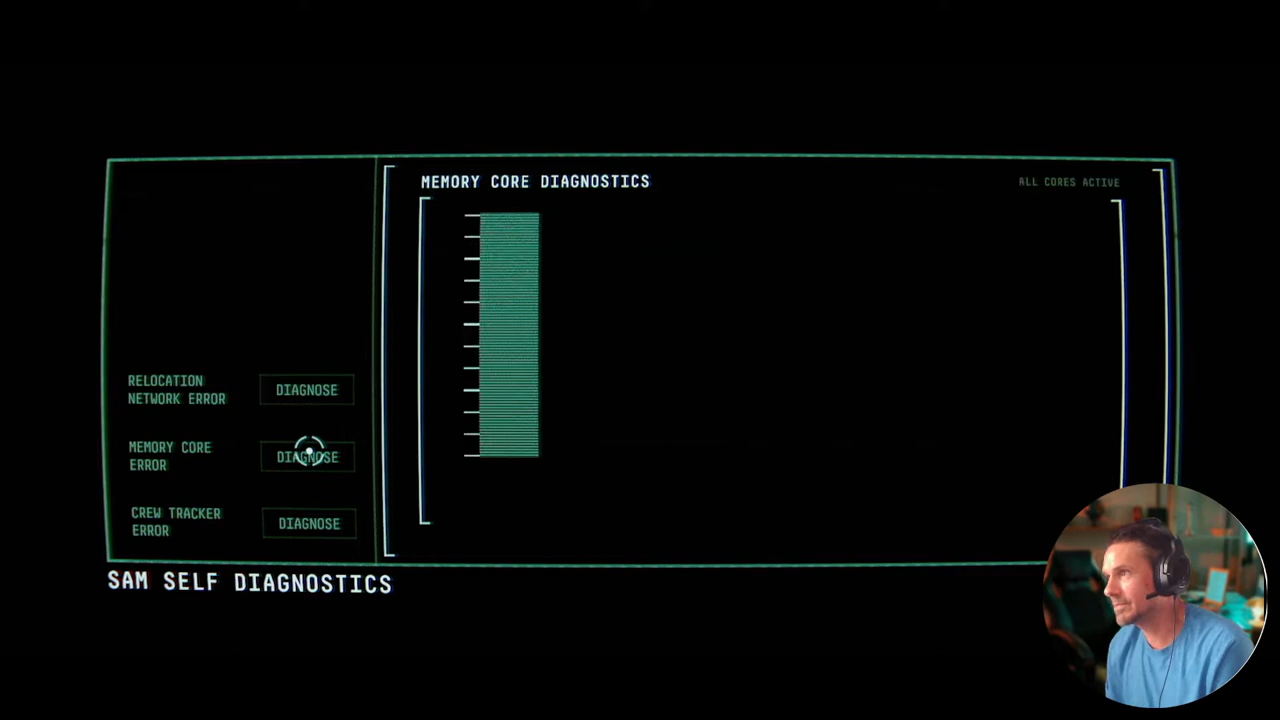 MEMORY CORE DIAGNOSTICS
ALL CORES ACTIVE
RELOCATION
NETWORK ERROR
DIAGNOSE
MEMORY CORE
ERROR
DIAGNOSE
CREW TRACKER
ERROR
DIAGNOSE
SAM SELF DIAGNOSTICS